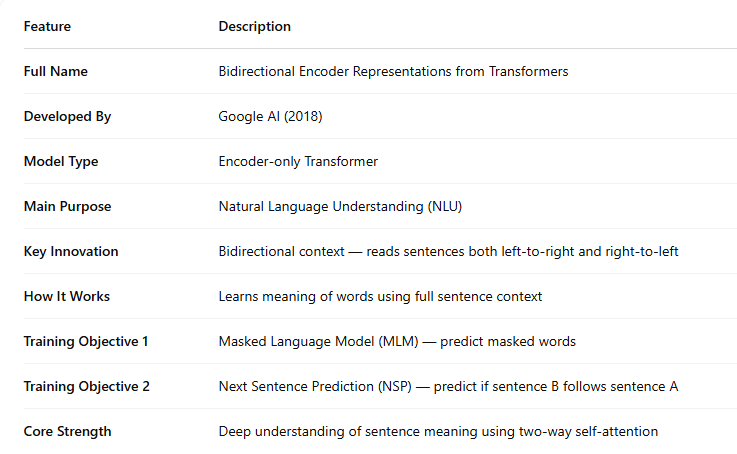 Feature Description
Full Name Bidirectional Encoder Representations from Transformers
Developed By Google AI (2018)
Model Type Encoder-only Transformer
Main Purpose Natural Language Understanding (NLU)
Key Innovation Bidirectional context — reads sentences both left-to-right and right-to-left
How It Works Learns meaning of words using full sentence context
Training Objective 1 Masked Language Model (MLM) — predict masked words
Training Objective 2 Next Sentence Prediction (NSP) — predict if sentence B follows sentence A
Core Strength Deep understanding of sentence meaning using two-way self-attention